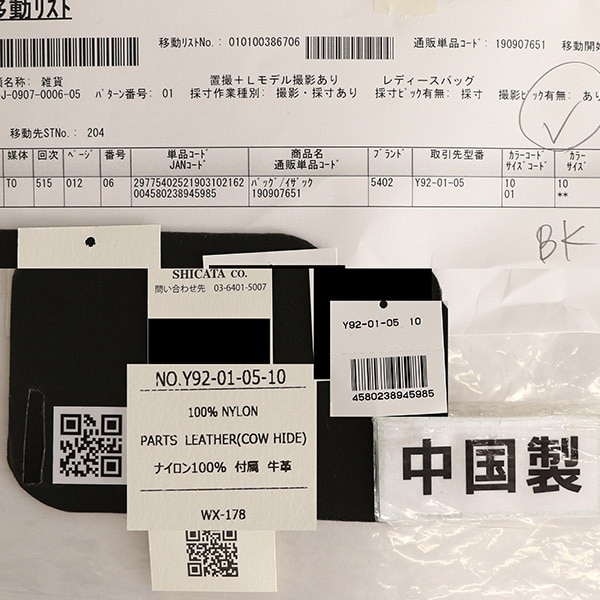 移動リスト
移動リストNo.: 010100386706 通販単品コード: 190907651
類名称: 雑貨 置撮+Lモデル撮影あり レディースバッグ
J-0907-0006-05 パターン番号: 01 採寸作業種別: 撮影・採寸あり 採寸ピック有無: 採寸 撮影ピック有無: あり
移動先STNo.: 204
媒体 回次 ページ 番号 単品コード 商品名 ブランド 取引先型番 カラーコード カラー
JANコード 通販単品コード サイズコード サイズ
T0 515 012 06 29775402521903102162 バッグ/イザック 5402 Y92-01-05 10 10
004580238945985 190907651 01 **
BK
SHICATA CO.
問い合わせ先 03-6401-5007
Y92-01-05 10
4580238945985
NO.Y92-01-05-10
100% NYLON
PARTS LEATHER(COW HIDE)
ナイロン100% 付属 牛革
WX-178
中国製